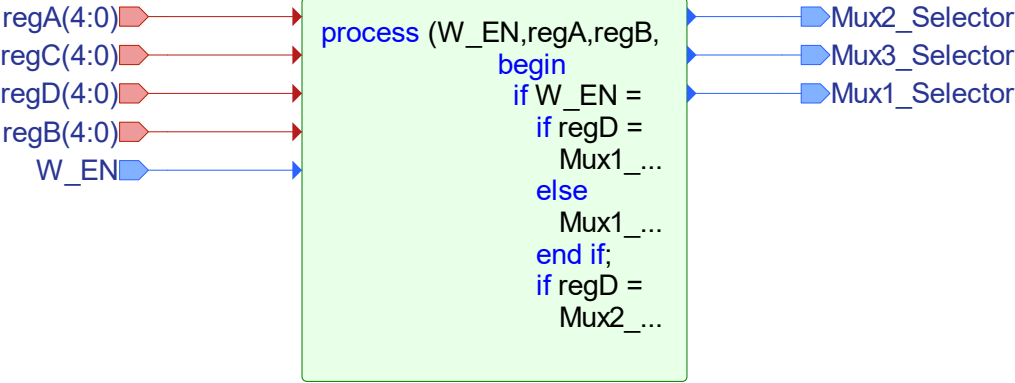 regA(4:0)
regC(4:0)
regD(4:0)
regB(4:0)
W_EN
process (W_EN,regA,regB,
begin
if W_EN =
if regD =
Mux1_...
else
Mux1_...
end if;
if regD =
Mux2_...
Mux2_Selector
Mux3_Selector
Mux1_Selector